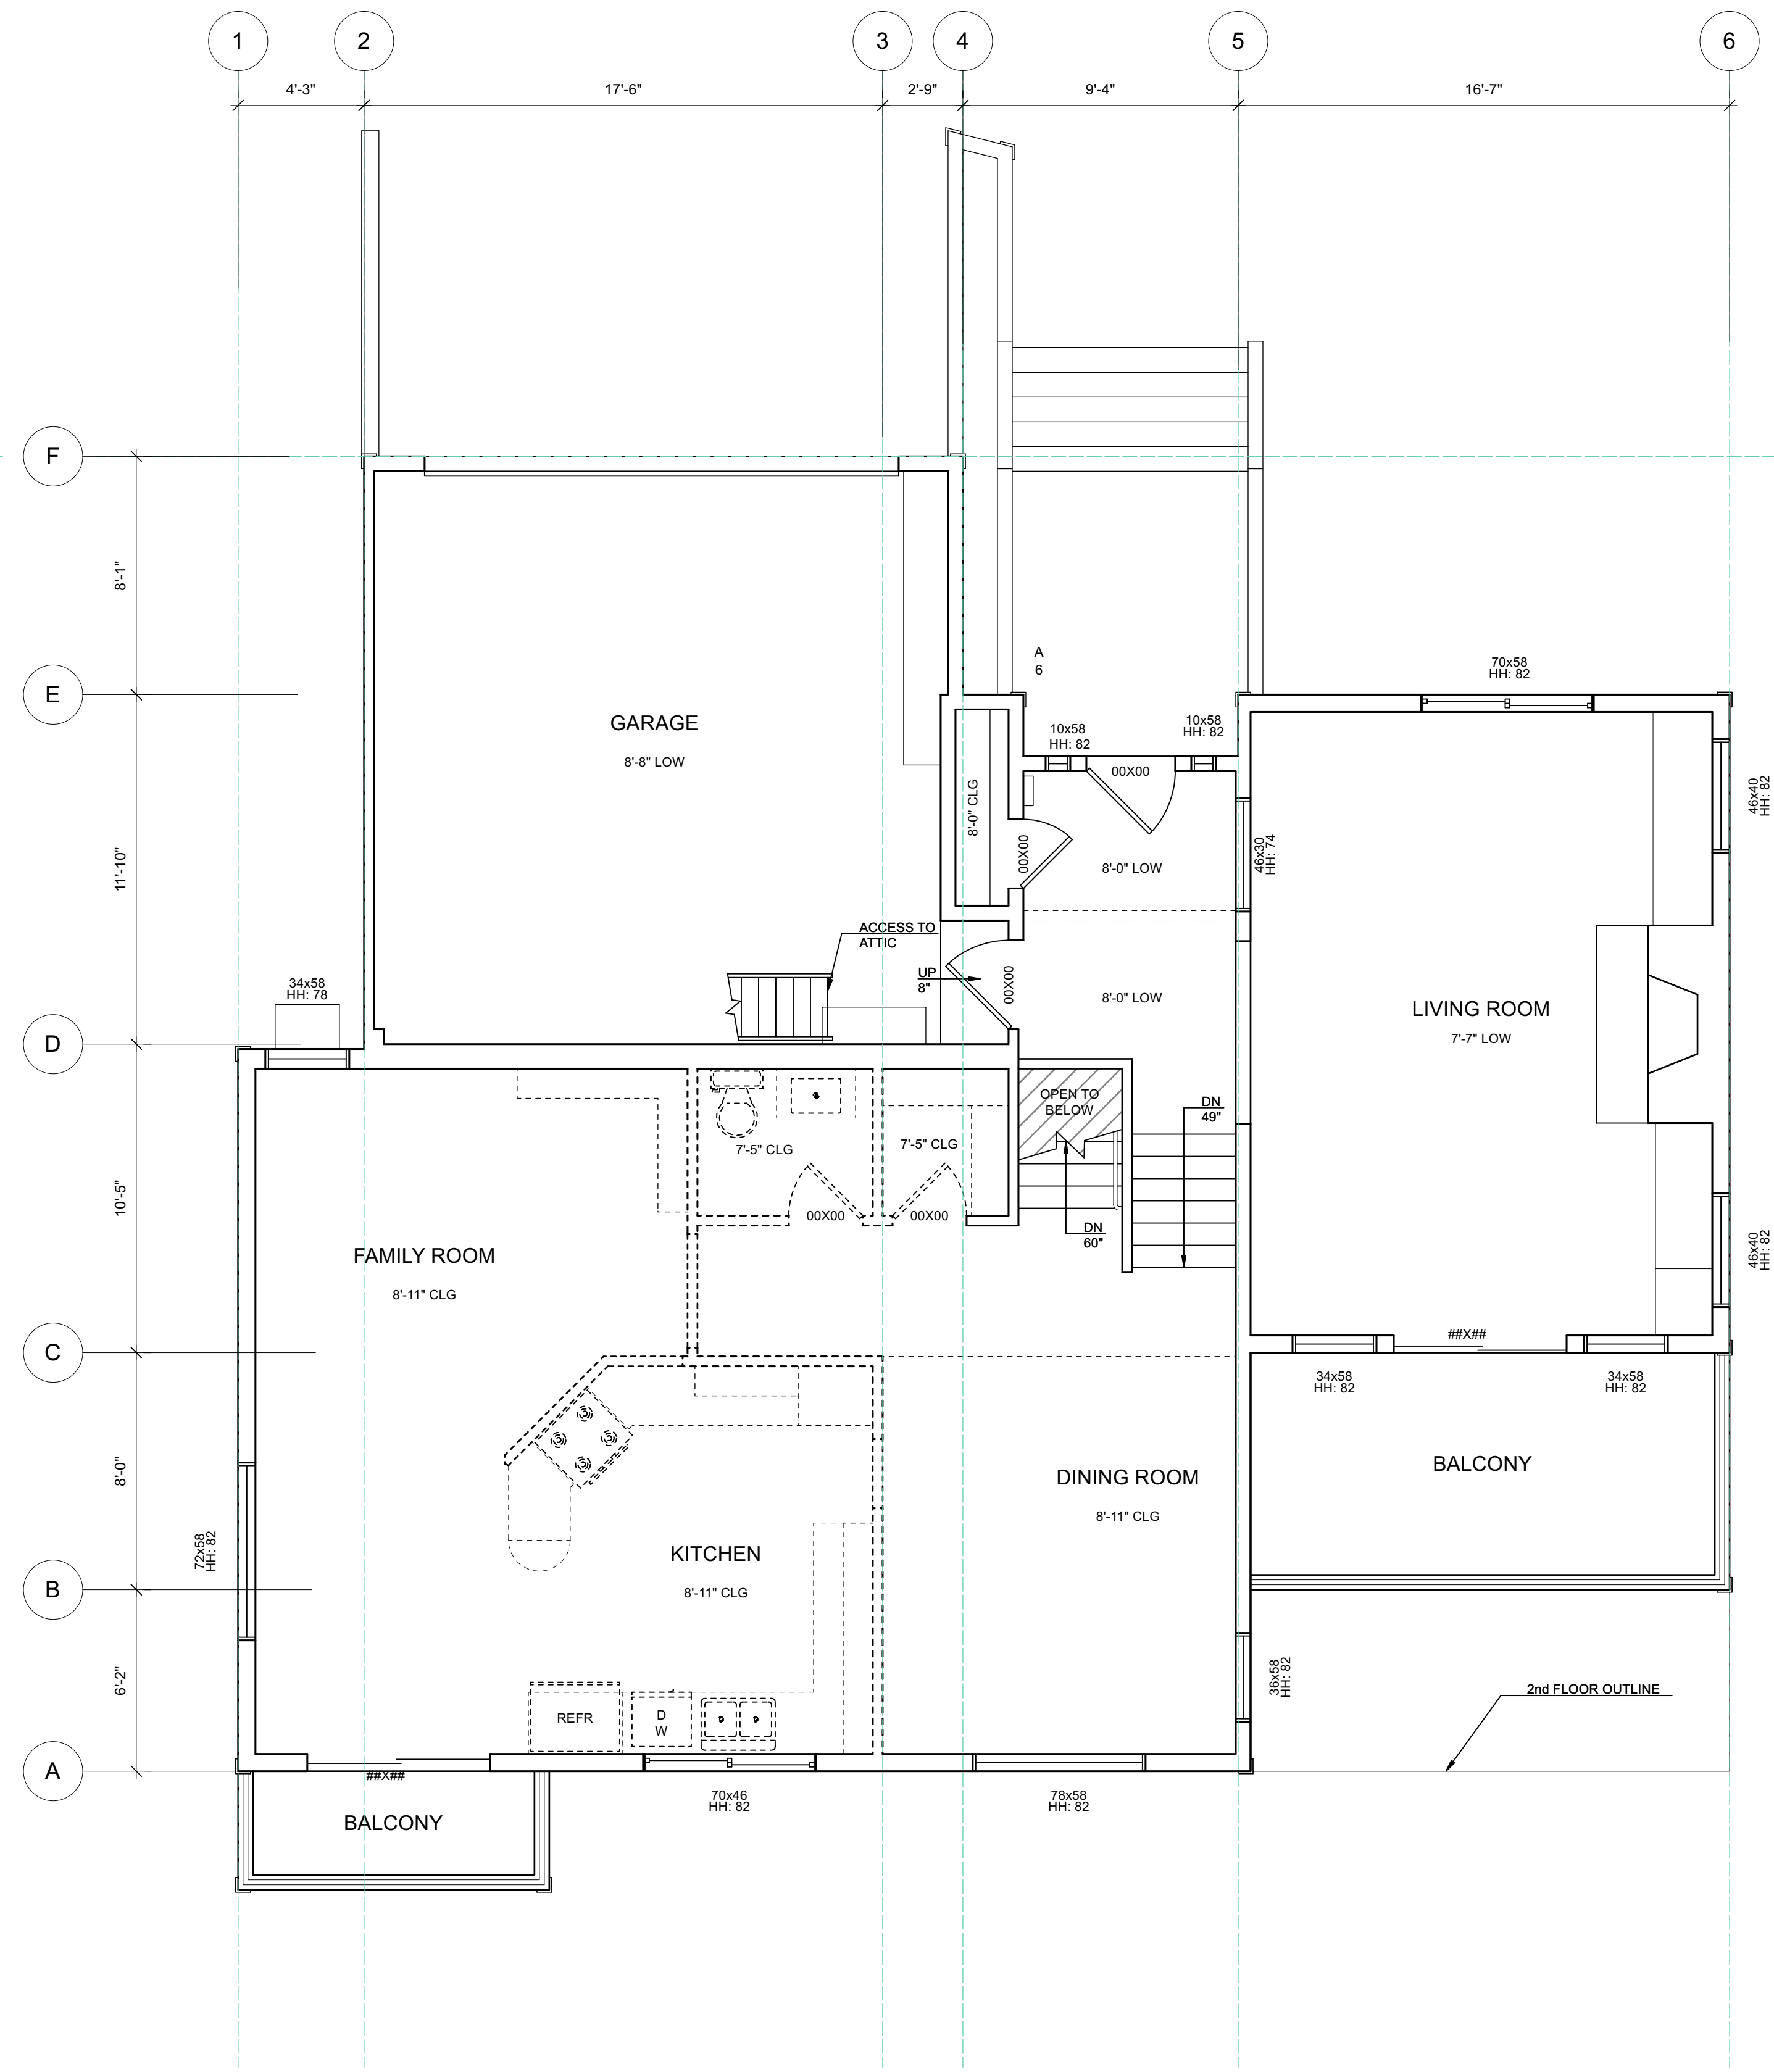 1
2
3
4
5
6
4'-3"
17'-6"
2'-9"
9'-4"
16'-7"
F
8'-1"
A
6
70x58
HH: 82
E
GARAGE
8'-8" LOW
10x58
HH: 82
10x58
HH: 82
00X00
46x40
HH: 82
8'-0" CLG
00X00
46x30
HH: 74
8'-0" LOW
11'-10"
ACCESS TO
ATTIC
UP
8"
00X00
8'-0" LOW
34x58
HH: 78
LIVING ROOM
7'-7" LOW
D
OPEN TO
BELOW
DN
49"
7'-5" CLG
7'-5" CLG
10'-5"
00X00
00X00
DN
60"
46x40
HH: 82
FAMILY ROOM
8'-11" CLG
C
##X##
34x58
HH: 82
34x58
HH: 82
BALCONY
8'-0"
DINING ROOM
8'-11" CLG
72x58
HH: 82
KITCHEN
8'-11" CLG
B
6'-2"
36x58
HH: 82
2nd FLOOR OUTLINE
REFR
D
W
A
##X##
70x46
HH: 82
78x58
HH: 82
BALCONY